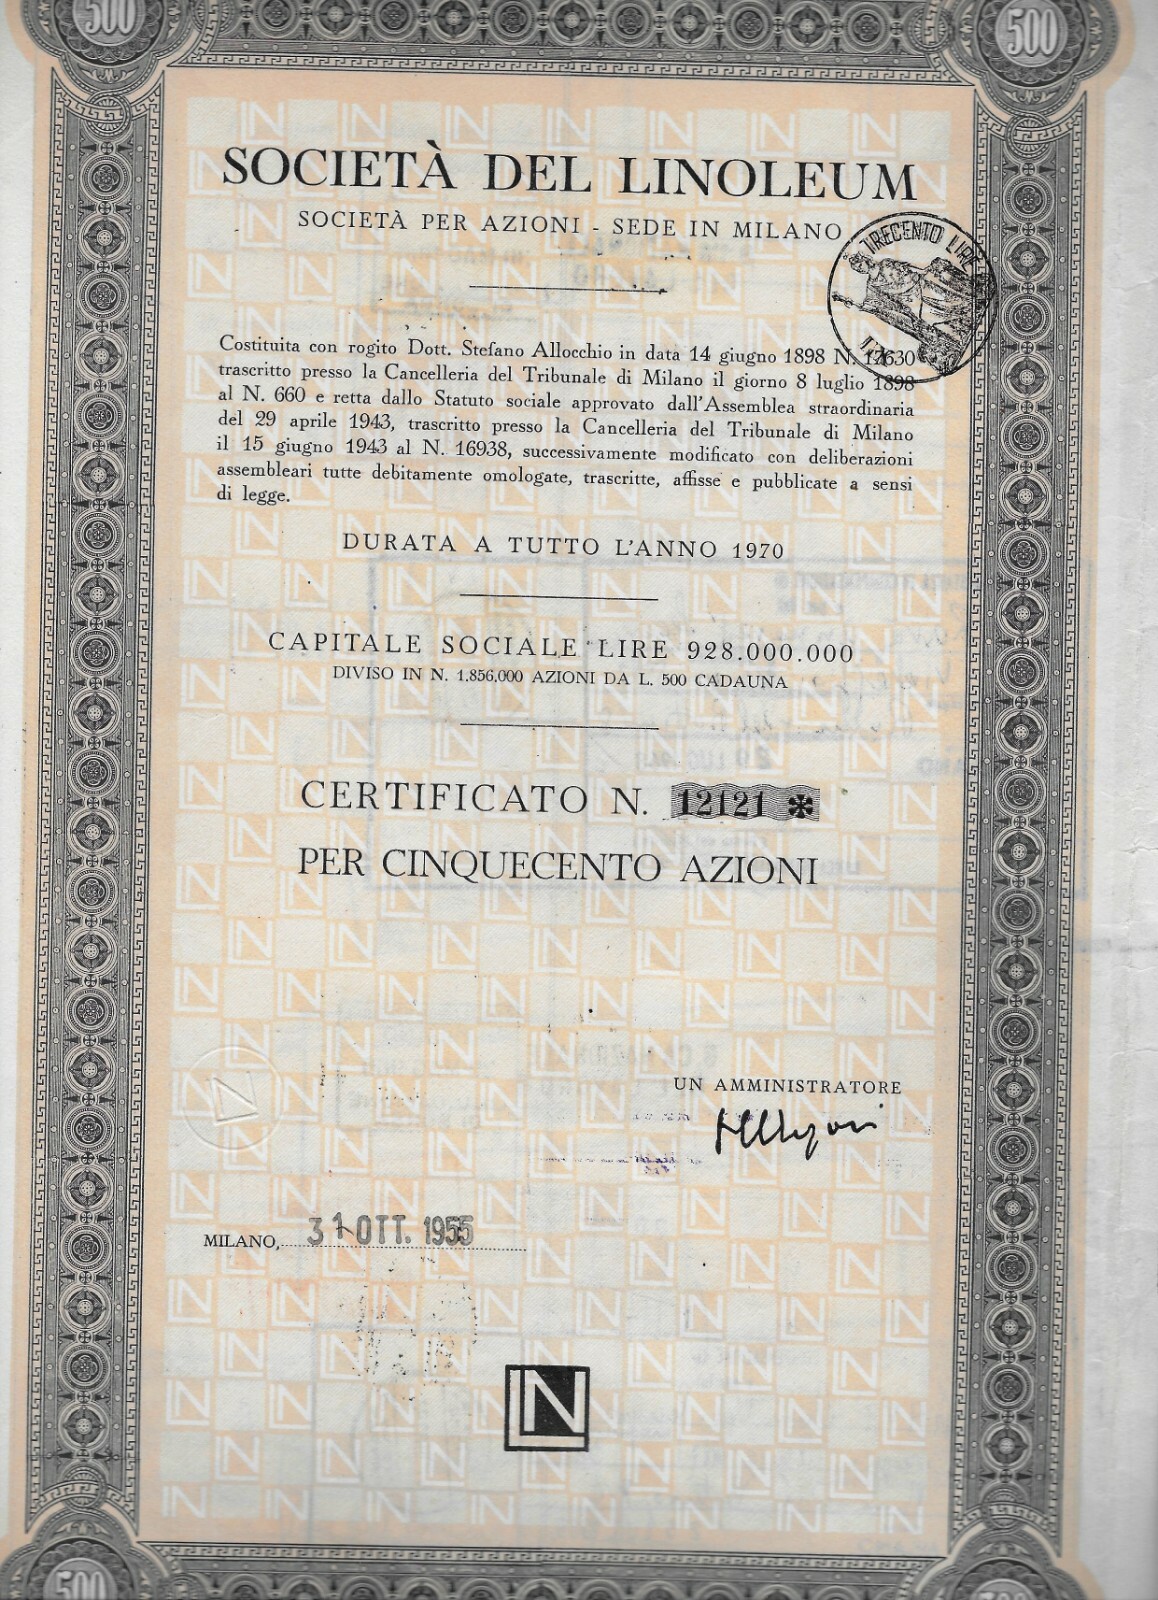 500
500
SOCIETÀ DEL LINOLEUM
SOCIETÀ PER AZIONI - SEDE IN MILANO
TRECENTO LIRE
Costituita con rogito Dott. Stefano Allocchio in data 14 giugno 1898 N. 12630
trascritto presso la Cancelleria del Tribunale di Milano il giorno 8 luglio 1898
al N. 660 e retta dallo Statuto sociale approvato dall'Assemblea straordinaria
del 29 aprile 1943, trascritto presso la Cancelleria del Tribunale di Milano
il 15 giugno 1943 al N. 16938, successivamente modificato con deliberazioni
assembleari tutte debitamente omologate, trascritte, affisse e pubblicate a sensi
di legge.
DURATA A TUTTO L'ANNO 1970
CAPITALE SOCIALE LIRE 928.000.000
DIVISO IN N. 1.856.000 AZIONI DA L. 500 CADAUNA
CERTIFICATO N. 12121 *
PER CINQUECENTO AZIONI
UN AMMINISTRATORE
MILANO, 31 OTT. 1955
LN
500
500